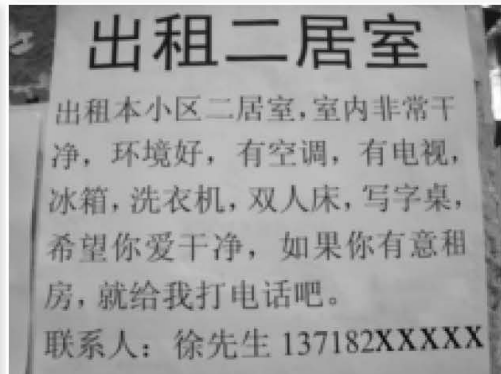 出租二居室
出租本小区二居室，室内非常干
净，环境好，有空调，有电视，
冰箱，洗衣机，双人床，写字桌，
希望你爱干净，如果你有意租
房，就给我打电话吧。
联系人：徐先生 137182XXXXX